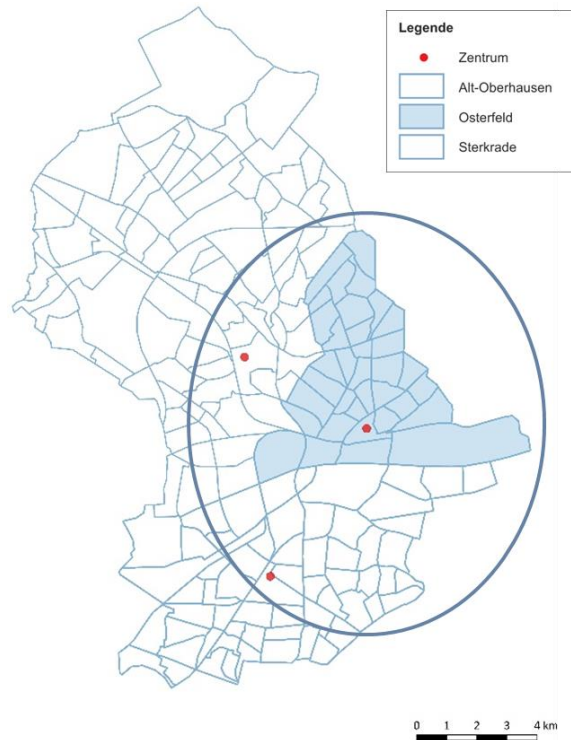 Legende
Zentrum
Alt-Oberhausen
Osterfeld
Sterkrade
0 1 2 3 4 km